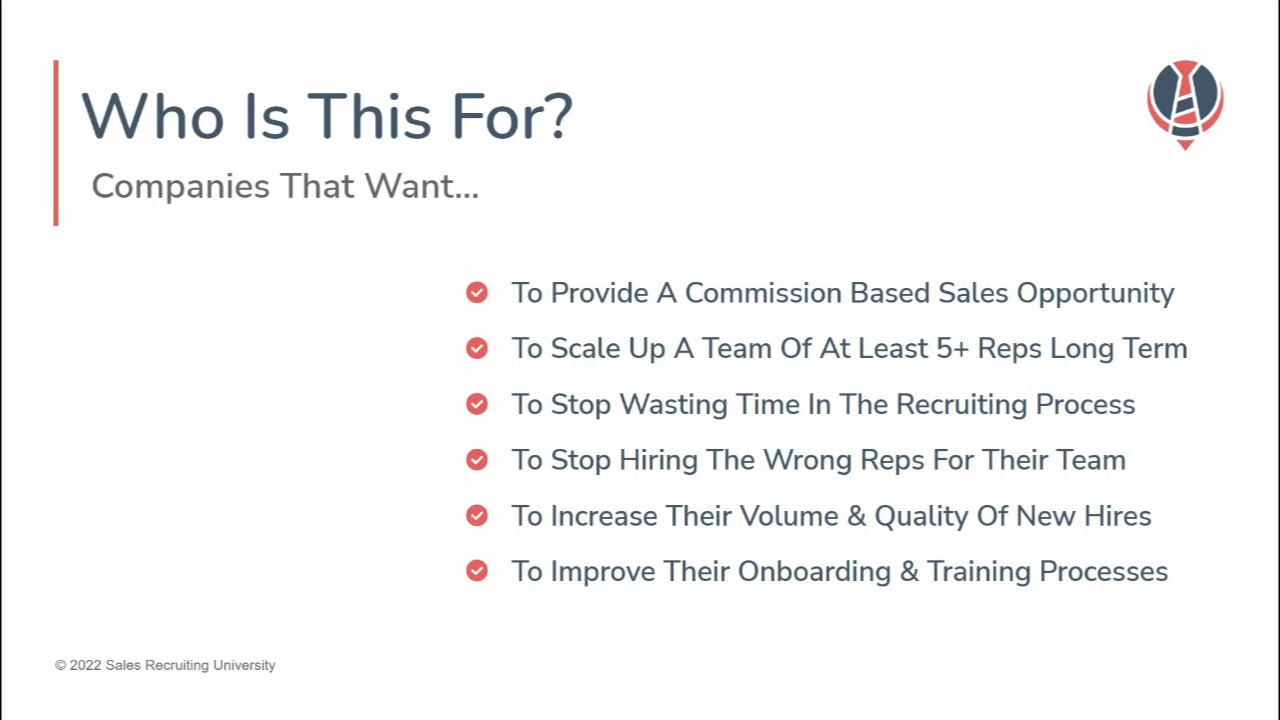 Who Is This For?
Companies That Want...
To Provide A Commission Based Sales Opportunity
To Scale Up A Team Of At Least 5+ Reps Long Term
To Stop Wasting Time In The Recruiting Process
To Stop Hiring The Wrong Reps For Their Team
To Increase Their Volume & Quality Of New Hires
To Improve Their Onboarding & Training Processes
© 2022 Sales Recruiting University